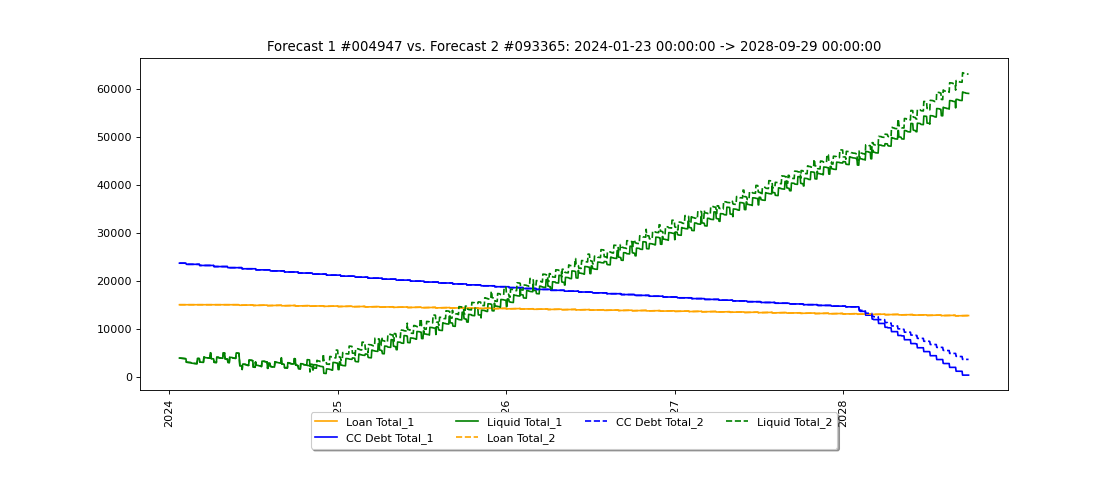 Forecast 1 #004947 vs. Forecast 2 #093365: 2024-01-23 00:00:00 -> 2028-09-29 00:00:00
60000
50000
40000
30000
20000
10000
0
2024
25
26
27
2028
Loan Total_1
Liquid Total_1
CC Debt Total_2
Liquid Total_2
CC Debt Total_1
Loan Total_2